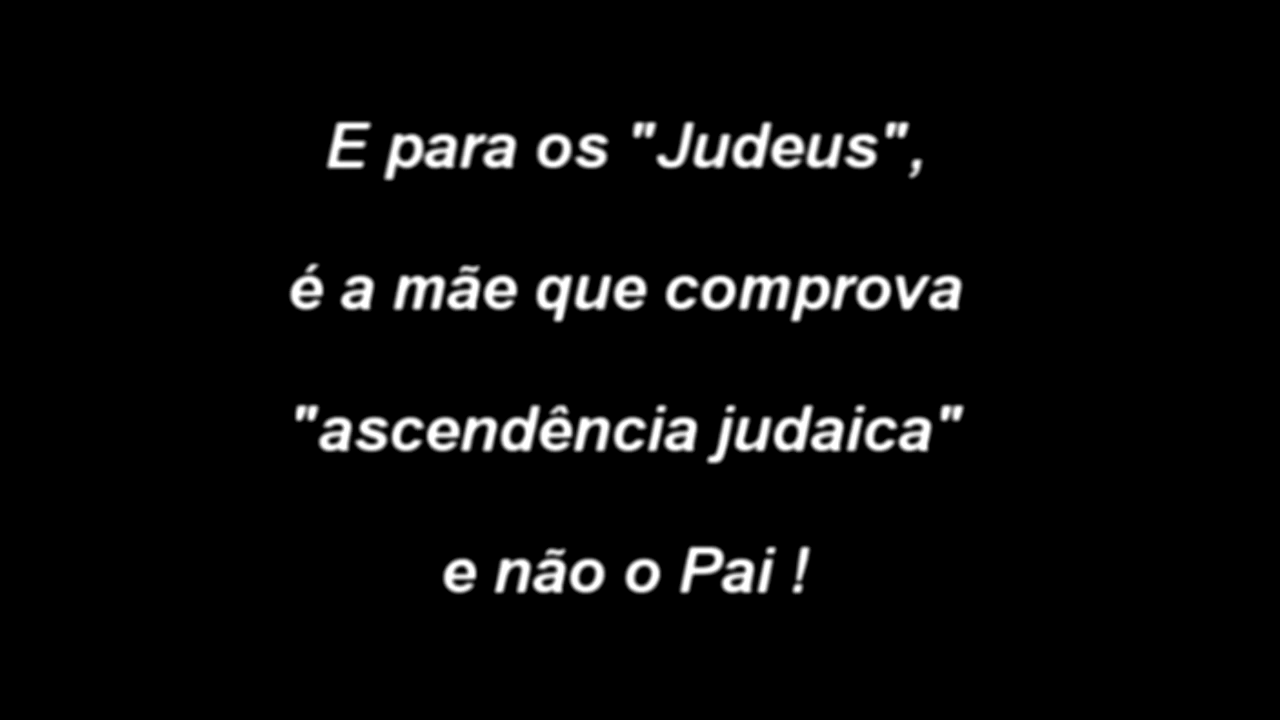 E para os "Judeus",
é a mãe que comprova
"ascendência judaica"
e não o Pai !